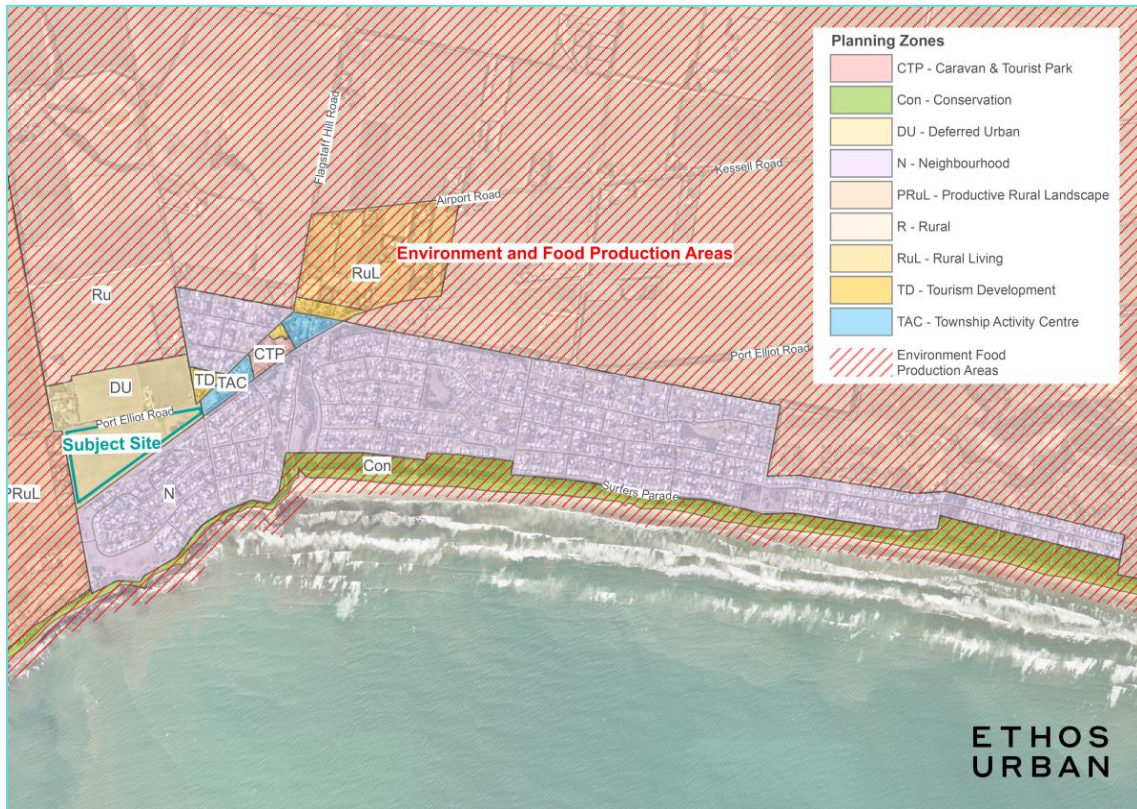 Planning Zones
CTP - Caravan & Tourist Park
Con - Conservation
DU - Deferred Urban
N - Neighbourhood
PRuL - Productive Rural Landscape
R - Rural
RuL - Rural Living
TD - Tourism Development
TAC - Township Activity Centre
Environment Food
Production Areas
Flagstaff Hill Road
Kessell Road
Airport Road
Environment and Food Production Areas
RuL
Ru
CTP
Port Elliot Road
DU
TD
TAC
Port Elliot Road
Subject Site
Con
PRuL
N
Surfers Parade
ETHOS
URBAN